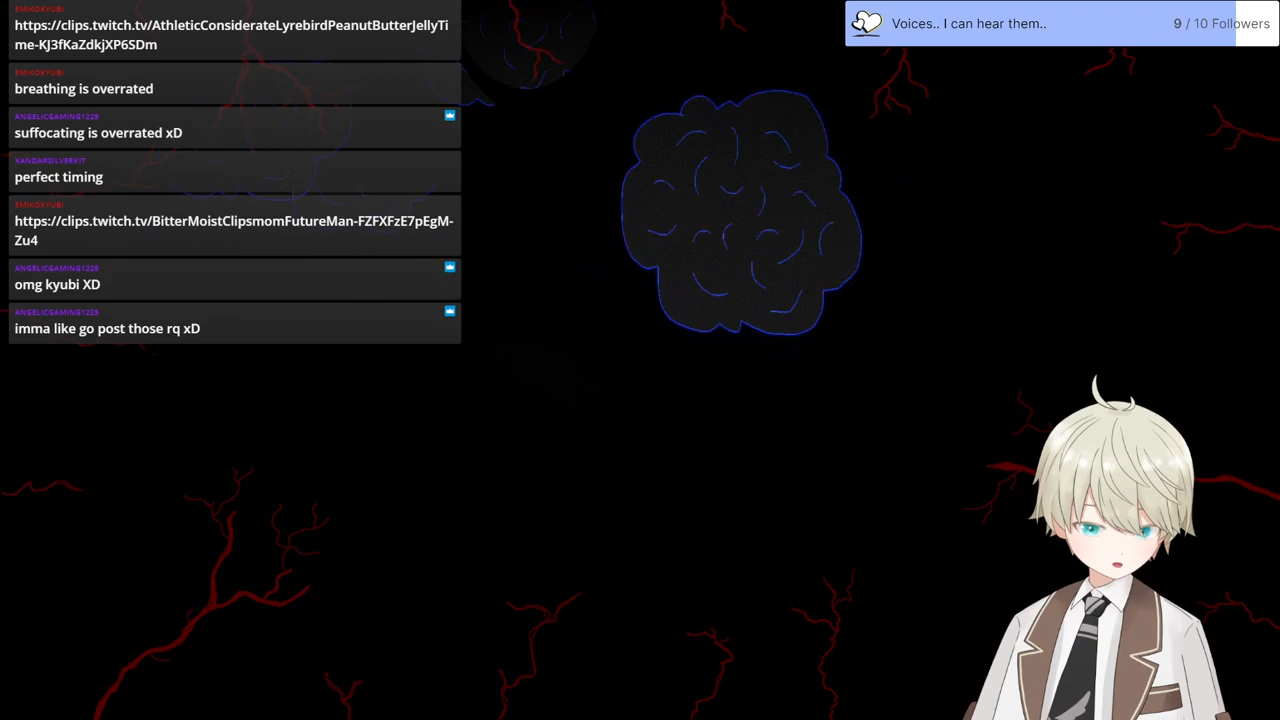 EMIKOKYUBI
https://clips.twitch.tv/AthleticConsiderateLyrebirdPeanutButterJellyTi
me-KJ3fKaZdkjXP6SDm
EMIKOKYUBI
breathing is overrated
ANGELICGAMING1225
suffocating is overrated xD
XANDARSILVERKIT
perfect timing
EMIKOKYUBI
https://clips.twitch.tv/BitterMoistClipsmomFutureMan-FZFXFzE7pEgM-
Zu4
ANGELICGAMING1225
omg kyubi XD
ANGELICGAMING1225
imma like go post those rq xD
Voices.. I can hear them.. 9 / 10 Followers